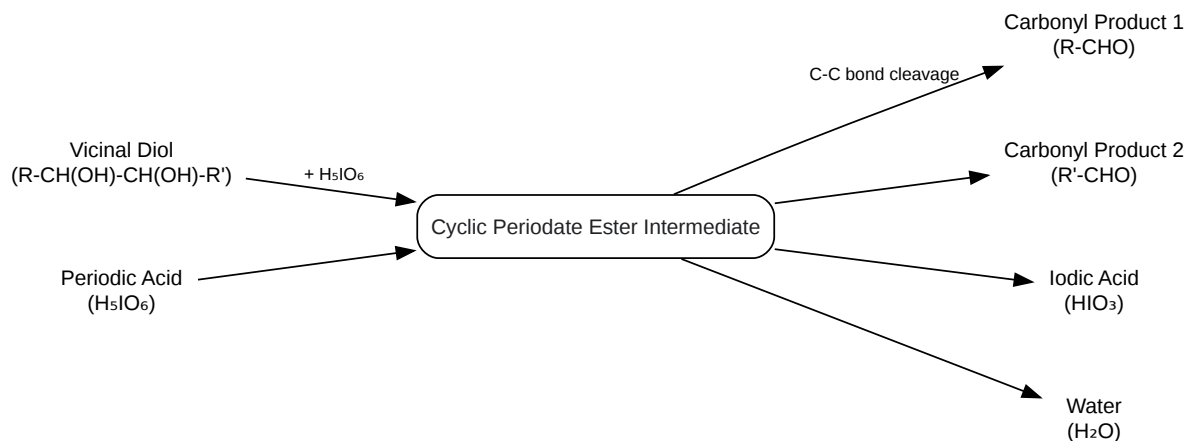 Carbonyl Product 1
(R-CHO)
C-C bond cleavage
Vicinal Diol
(R-CH(OH)-CH(OH)-R')
+ H₅IO₆
Carbonyl Product 2
(R'-CHO)
Cyclic Periodate Ester Intermediate
Periodic Acid
(H₅IO₆)
Iodic Acid
(HIO₃)
Water
(H₂O)